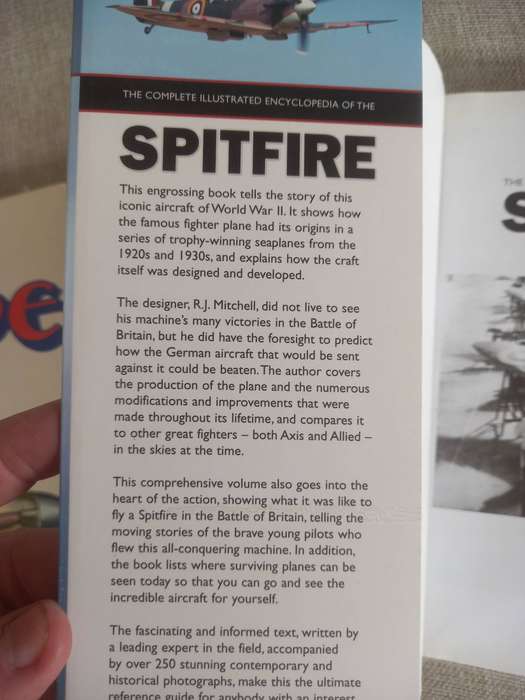 THE COMPLETE ILLUSTRATED ENCYCLOPEDIA OF THE
SPITFIRE
This engrossing book tells the story of this
iconic aircraft of World War II. It shows how
the famous fighter plane had its origins in a
series of trophy-winning seaplanes from the
1920s and 1930s, and explains how the craft
itself was designed and developed.
The designer, R.J. Mitchell, did not live to see
his machine's many victories in the Battle of
Britain, but he did have the foresight to predict
how the German aircraft that would be sent
against it could be beaten. The author covers
the production of the plane and the numerous
modifications and improvements that were
made throughout its lifetime, and compares it
to other great fighters – both Axis and Allied –
in the skies at the time.
This comprehensive volume also goes into the
heart of the action, showing what it was like to
fly a Spitfire in the Battle of Britain, telling the
moving stories of the brave young pilots who
flew this all-conquering machine. In addition,
the book lists where surviving planes can be
seen today so that you can go and see the
incredible aircraft for yourself.
The fascinating and informed text, written by
a leading expert in the field, accompanied
by over 250 stunning contemporary and
historical photographs, make this the ultimate
reference guide for anybody with an interest
THE
S
e